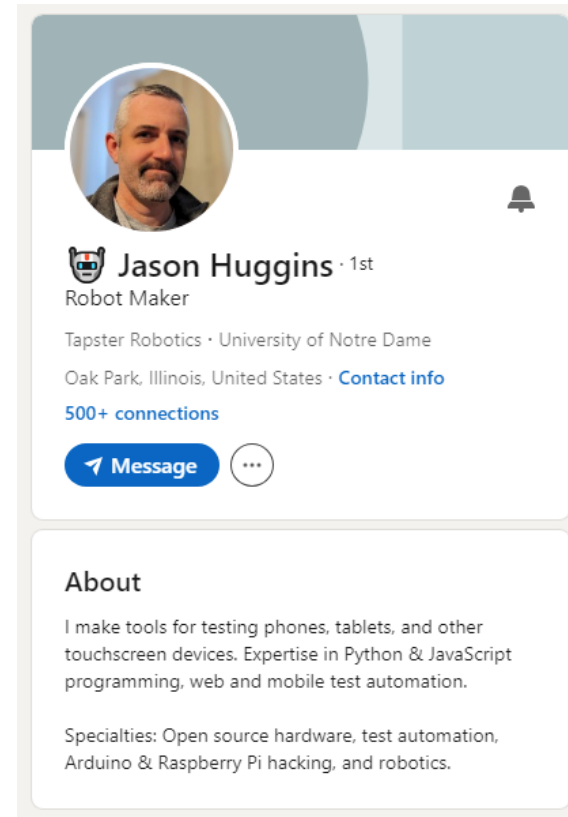 Jason Huggins · 1st
Robot Maker
Tapster Robotics · University of Notre Dame
Oak Park, Illinois, United States · Contact info
500+ connections
Message
About
I make tools for testing phones, tablets, and other
touchscreen devices. Expertise in Python & JavaScript
programming, web and mobile test automation.
Specialties: Open source hardware, test automation,
Arduino & Raspberry Pi hacking, and robotics.